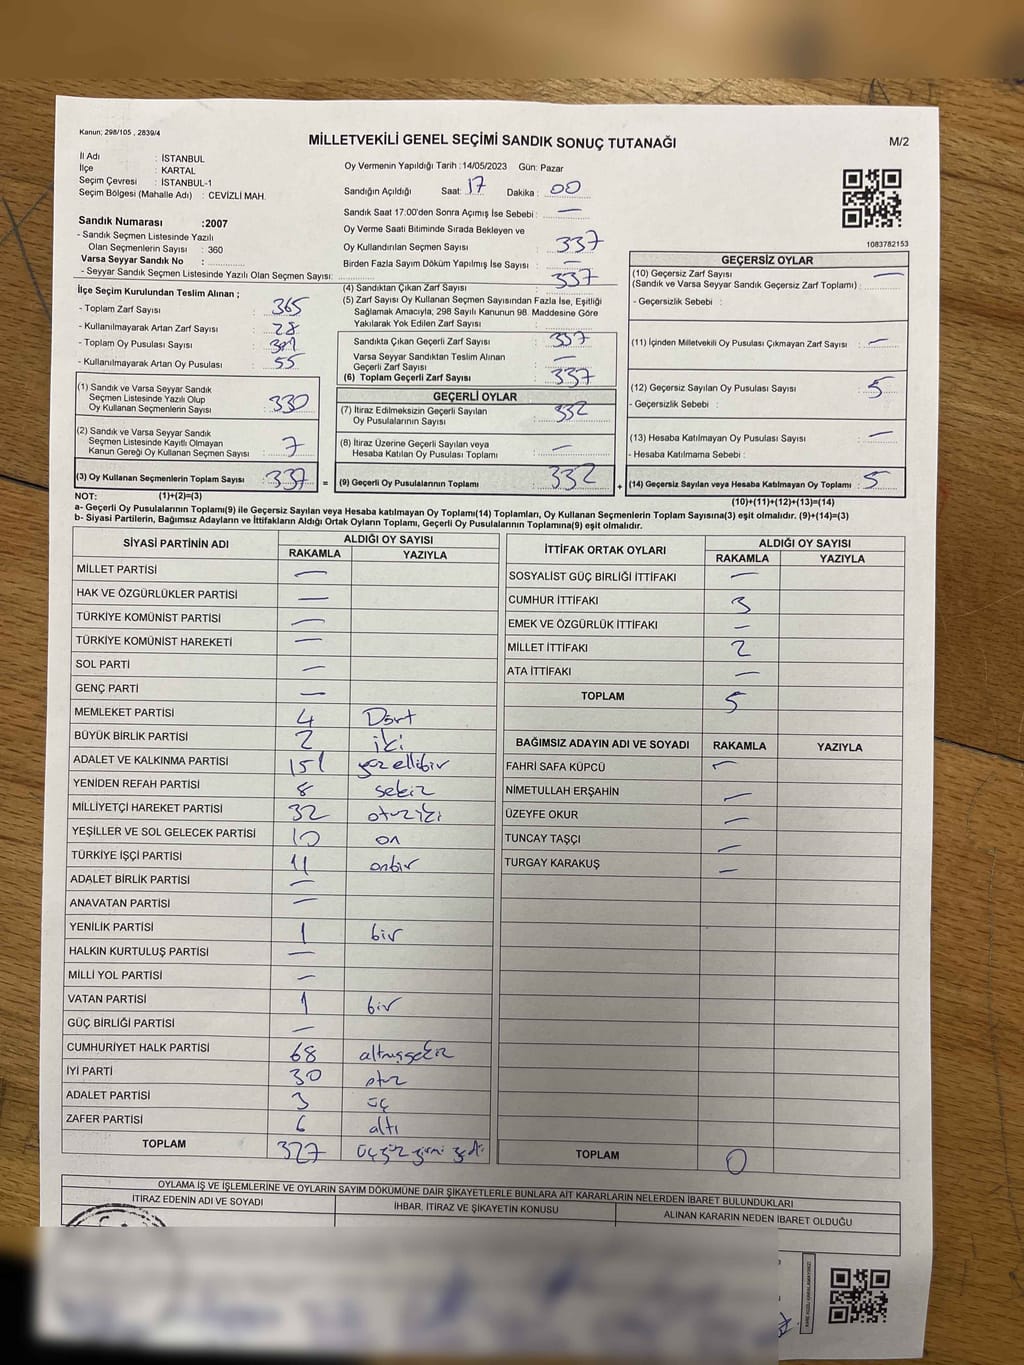 Kanun; 298/105 , 2839/4
MİLLETVEKİLİ GENEL SEÇİMİ SANDIK SONUÇ TUTANAĞI
M/2
İl Adı : İSTANBUL
İlçe : KARTAL
Seçim Çevresi : İSTANBUL-1
Seçim Bölgesi (Mahalle Adı) : CEVİZLİ MAH.
Sandık Numarası :2007
- Sandık Seçmen Listesinde Yazılı
Olan Seçmenlerin Sayısı : 360
Varsa Seyyar Sandık No :
- Seyyar Sandık Seçmen Listesinde Yazılı Olan Seçmen Sayısı:
İlçe Seçim Kurulundan Teslim Alınan ;
- Toplam Zarf Sayısı : 365
- Kullanılmayarak Artan Zarf Sayısı : 28
- Toplam Oy Pusulası Sayısı :
- Kullanılmayarak Artan Oy Pusulası : 55
Oy Vermenin Yapıldığı Tarih :14/05/2023 Gün: Pazar
Sandığın Açıldığı Saat: 17 Dakika : 00
Sandık Saat 17:00'den Sonra Açımış İse Sebebi : —
Oy Verme Saati Bitiminde Sırada Bekleyen ve
Oy Kullandırılan Seçmen Sayısı : 337
Birden Fazla Sayım Döküm Yapılmış İse Sayısı : —
(4) Sandıktan Çıkan Zarf Sayısı : 337
(5) Zarf Sayısı Oy Kullanan Seçmen Sayısından Fazla İse, Eşitliği
Sağlamak Amacıyla; 298 Sayılı Kanunun 98. Maddesine Göre
Yakılarak Yok Edilen Zarf Sayısı :
Sandıkta Çıkan Geçerli Zarf Sayısı : 337
Varsa Seyyar Sandıktan Teslim Alınan
Geçerli Zarf Sayısı : —
(6) Toplam Geçerli Zarf Sayısı : 337
1083782153
GEÇERSİZ OYLAR
(10) Geçersiz Zarf Sayısı —
(Sandık ve Varsa Seyyar Sandık Geçersiz Zarf Toplamı) :
- Geçersizlik Sebebi :
(11) İçinden Milletvekili Oy Pusulası Çıkmayan Zarf Sayısı : —
(12) Geçersiz Sayılan Oy Pusulası Sayısı : 5
- Geçersizlik Sebebi :
(13) Hesaba Katılmayan Oy Pusulası Sayısı : —
- Hesaba Katılmama Sebebi :
(14) Geçersiz Sayılan veya Hesaba Katılmayan Oy Toplamı : 5
(1) Sandık ve Varsa Seyyar Sandık
Seçmen Listesinde Yazılı Olup
Oy Kullanan Seçmenlerin Sayısı : 330
(2) Sandık ve Varsa Seyyar Sandık
Seçmen Listesinde Kayıtlı Olmayan
Kanun Gereği Oy Kullanan Seçmen Sayısı : 7
(3) Oy Kullanan Seçmenlerin Toplam Sayısı : 337 =
GEÇERLİ OYLAR
(7) İtiraz Edilmeksizin Geçerli Sayılan
Oy Pusulalarının Sayısı : 332
(8) İtiraz Üzerine Geçerli Sayılan veya
Hesaba Katılan Oy Pusulası Toplamı : —
(9) Geçerli Oy Pusulalarının Toplamı : 332 +
NOT: (1)+(2)=(3)
(10)+(11)+(12)+(13)=(14)
a- Geçerli Oy Pusulalarının Toplamı(9) ile Geçersiz Sayılan veya Hesaba Katılmayan Oy Toplamı(14) Toplamları, Oy Kullanan Seçmenlerin Toplam Sayısına(3) eşit olmalıdır. (9)+(14)=(3)
b- Siyasi Partilerin, Bağımsız Adayların ve İttifakların Aldığı Ortak Oyların Toplamı, Geçerli Oy Pusulalarının Toplamına(9) eşit olmalıdır.
SİYASİ PARTİNİN ADI ALDIĞI OY SAYISI
RAKAMLA YAZIYLA
MİLLET PARTİSİ —
HAK VE ÖZGÜRLÜKLER PARTİSİ —
TÜRKİYE KOMÜNİST PARTİSİ —
TÜRKİYE KOMÜNİST HAREKETİ —
SOL PARTİ —
GENÇ PARTİ —
MEMLEKET PARTİSİ 4 Dört
BÜYÜK BİRLİK PARTİSİ 2 iki
ADALET VE KALKINMA PARTİSİ 151 yüzellibir
YENİDEN REFAH PARTİSİ 8 sekiz
MİLLİYETÇİ HAREKET PARTİSİ 32 otuziki
YEŞİLLER VE SOL GELECEK PARTİSİ 10 on
TÜRKİYE İŞÇİ PARTİSİ 11 onbir
ADALET BİRLİK PARTİSİ —
ANAVATAN PARTİSİ —
YENİLİK PARTİSİ 1 bir
HALKIN KURTULUŞ PARTİSİ —
MİLLİ YOL PARTİSİ —
VATAN PARTİSİ 1 bir
GÜÇ BİRLİĞİ PARTİSİ —
CUMHURİYET HALK PARTİSİ 68 altmışsekiz
İYİ PARTİ 30 otuz
ADALET PARTİSİ 3 üç
ZAFER PARTİSİ 6 altı
TOPLAM 327 üçyüz yirmi yedi
İTTİFAK ORTAK OYLARI ALDIĞI OY SAYISI
RAKAMLA YAZIYLA
SOSYALİST GÜÇ BİRLİĞİ İTTİFAKI —
CUMHUR İTTİFAKI 3
EMEK VE ÖZGÜRLÜK İTTİFAKI —
MİLLET İTTİFAKI 2
ATA İTTİFAKI —
TOPLAM 5
BAĞIMSIZ ADAYIN ADI VE SOYADI RAKAMLA YAZIYLA
FAHRİ SAFA KÜPCÜ —
NİMETULLAH ERŞAHİN —
ÜZEYFE OKUR —
TUNCAY TAŞÇI —
TURGAY KARAKUŞ —
TOPLAM 0
OYLAMA İŞ VE İŞLEMLERİNE VE OYLARIN SAYIM DÖKÜMÜNE DAİR ŞİKAYETLERLE BUNLARA AİT KARARLARIN NELERDEN İBARET BULUNDUKLARI
İTİRAZ EDENİN ADI VE SOYADI İHBAR, İTİRAZ VE ŞİKAYETİN KONUSU ALINAN KARARIN NEDEN İBARET OLDUĞU